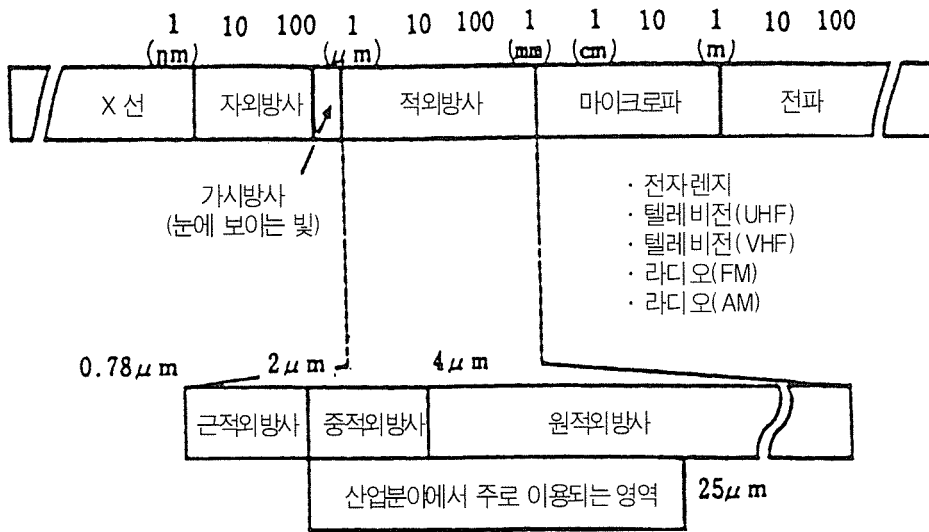 1 10 100 1 10 100 1 1 10 1 10 100
(nm) (μm) (mm) (cm) (m)
X 선 자외방사 적외방사 마이크로파 전파
가시방사
(눈에 보이는 빛)
· 전자렌지
· 텔레비전(UHF)
· 텔레비전(VHF)
· 라디오(FM)
· 라디오(AM)
0.78μm 2μm 4μm
근적외방사 중적외방사 원적외방사
산업분야에서 주로 이용되는 영역 25μm